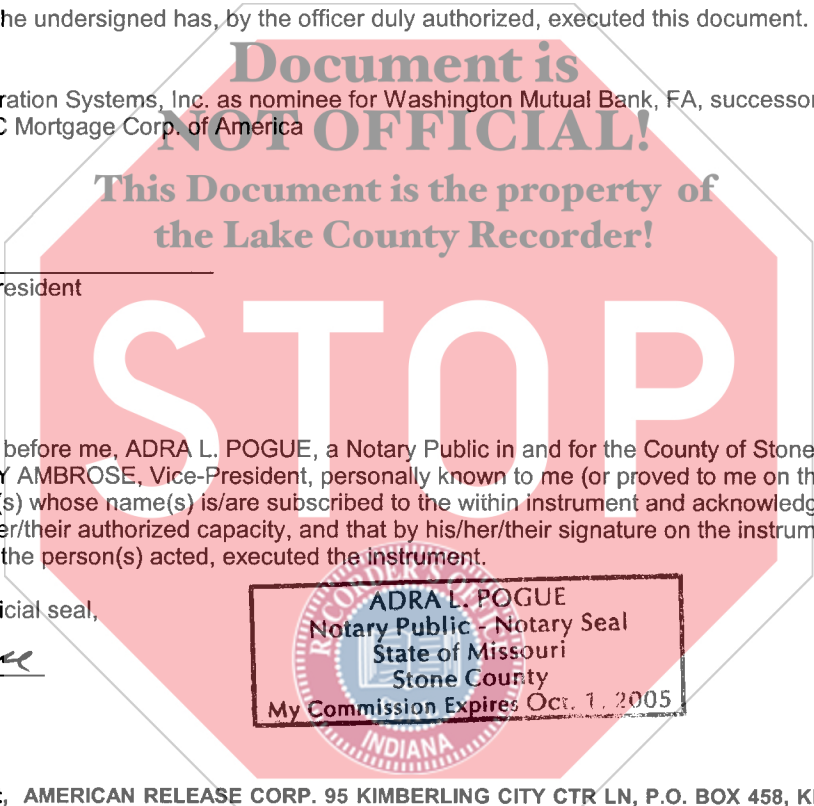 he undersigned has, by the officer duly authorized, executed this document.
Document is
ration Systems, Inc. as nominee for Washington Mutual Bank, FA, successor
C Mortgage Corp. of America
NOT OFFICIAL!
This Document is the property of
the Lake County Recorder!
resident
STOP
before me, ADRA L. POGUE, a Notary Public in and for the County of Stone
Y AMBROSE, Vice-President, personally known to me (or proved to me on th
(s) whose name(s) is/are subscribed to the within instrument and acknowledg
er/their authorized capacity, and that by his/her/their signature on the instrum
the person(s) acted, executed the instrument.
icial seal,
ADRA L. POGUE
Notary Public - Notary Seal
State of Missouri
Stone County
My Commission Expires Oct. 1, 2005
RECORDER'S OFFICE
INDIANA
AMERICAN RELEASE CORP. 95 KIMBERLING CITY CTR LN, P.O. BOX 458, KI